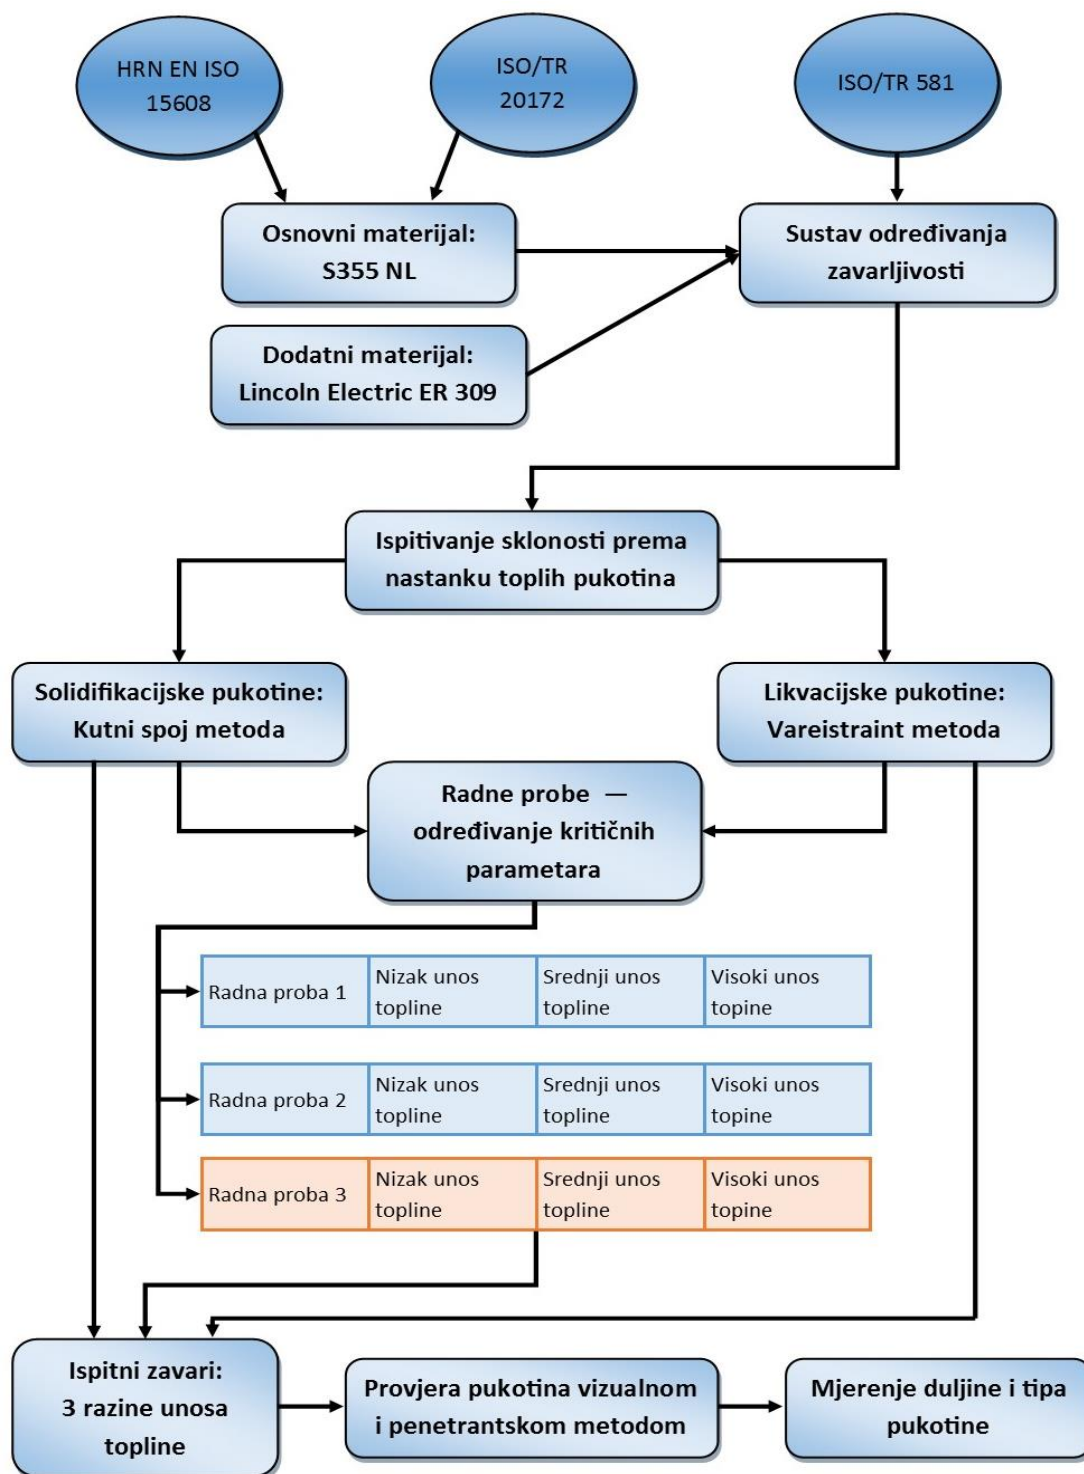 HRN EN ISO
15608
ISO/TR
20172
ISO/TR 581
Osnovni materijal:
S355 NL
Sustav određivanja
zavarljivosti
Dodatni materijal:
Lincoln Electric ER 309
Ispitivanje sklonosti prema
nastanku toplih pukotina
Solidifikacijske pukotine:
Kutni spoj metoda
Likvacijske pukotine:
Vareistraint metoda
Radne probe —
određivanje kritičnih
parametara
Radna proba 1
Nizak unos
topline
Srednji unos
topline
Visoki unos
topine
Radna proba 2
Nizak unos
topline
Srednji unos
topline
Visoki unos
topine
Radna proba 3
Nizak unos
topline
Srednji unos
topline
Visoki unos
topine
Ispitni zavari:
3 razine unosa
topline
Provjera pukotina vizualnom
i penetrantskom metodom
Mjerenje duljine i tipa
pukotine